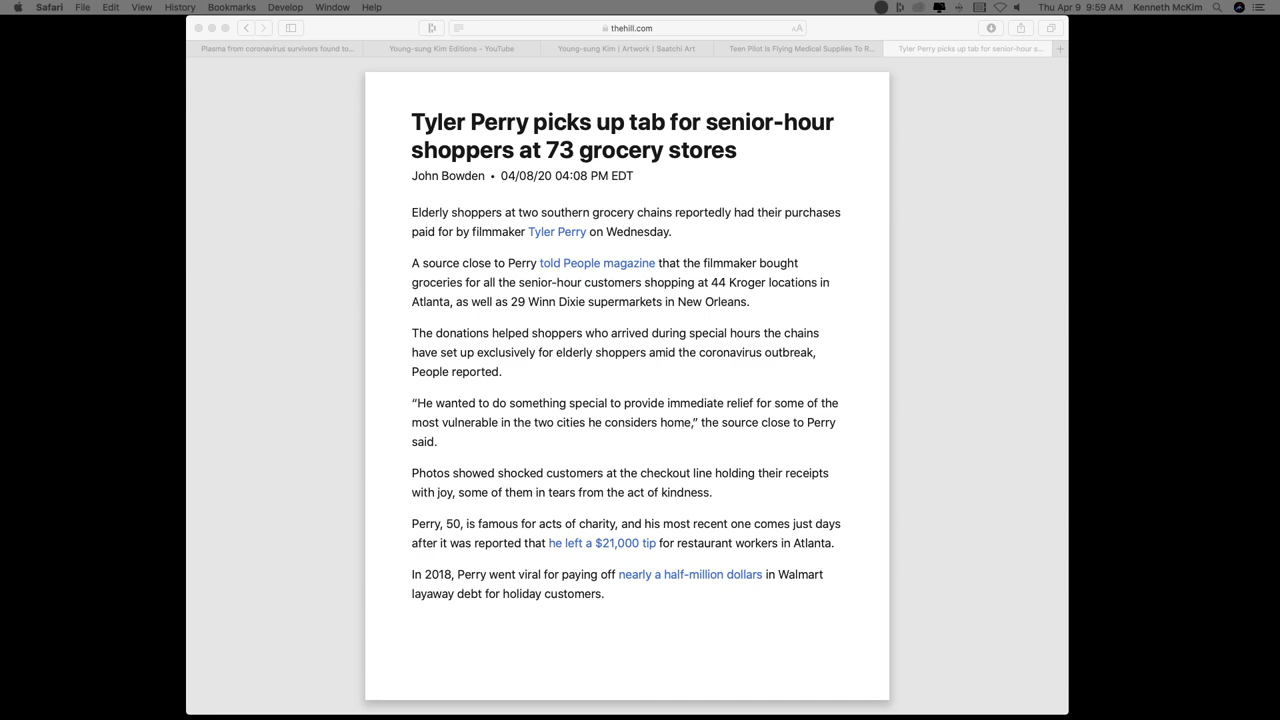 Safari File Edit View History Bookmarks Develop Window Help Thu Apr 9 9:59 AM Kenneth McKim
thehill.com AA
Plasma from coronavirus survivors found to... Young-sung Kim Editions - YouTube Young-sung Kim | Artwork | Saatchi Art Teen Pilot Is Flying Medical Supplies To R... Tyler Perry picks up tab for senior-hour s... +
Tyler Perry picks up tab for senior-hour
shoppers at 73 grocery stores
John Bowden • 04/08/20 04:08 PM EDT
Elderly shoppers at two southern grocery chains reportedly had their purchases
paid for by filmmaker Tyler Perry on Wednesday.
A source close to Perry told People magazine that the filmmaker bought
groceries for all the senior-hour customers shopping at 44 Kroger locations in
Atlanta, as well as 29 Winn Dixie supermarkets in New Orleans.
The donations helped shoppers who arrived during special hours the chains
have set up exclusively for elderly shoppers amid the coronavirus outbreak,
People reported.
“He wanted to do something special to provide immediate relief for some of the
most vulnerable in the two cities he considers home,” the source close to Perry
said.
Photos showed shocked customers at the checkout line holding their receipts
with joy, some of them in tears from the act of kindness.
Perry, 50, is famous for acts of charity, and his most recent one comes just days
after it was reported that he left a $21,000 tip for restaurant workers in Atlanta.
In 2018, Perry went viral for paying off nearly a half-million dollars in Walmart
layaway debt for holiday customers.